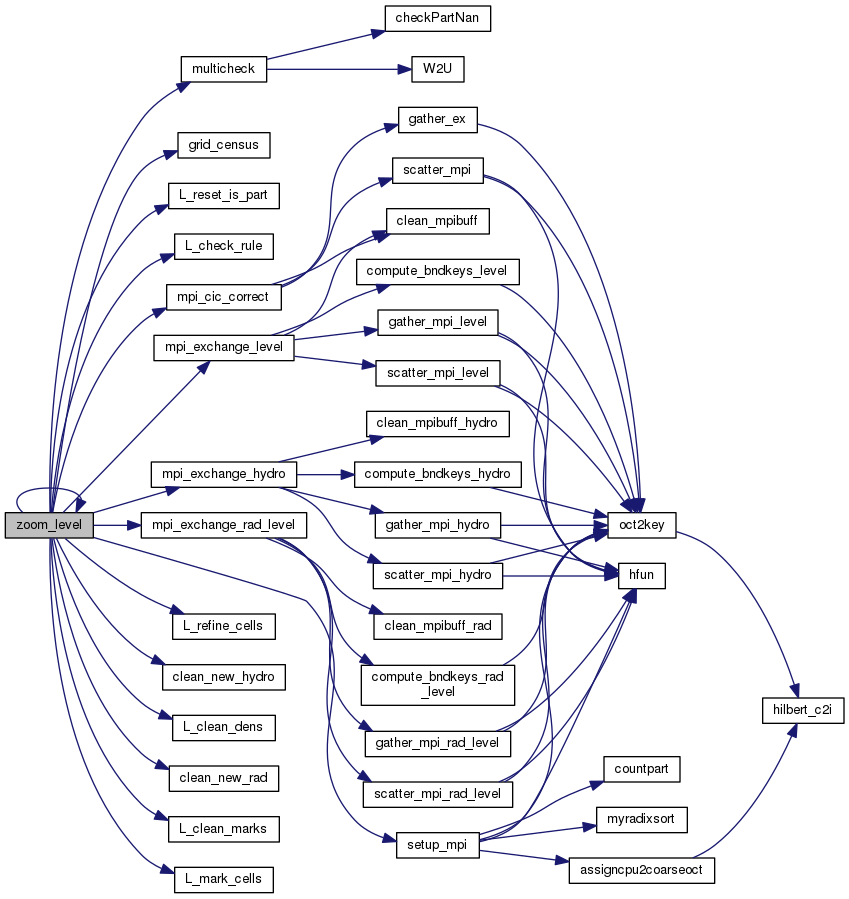 checkPartNan
multicheck
W2U
gather_ex
grid_census
scatter_mpi
L_reset_is_part
clean_mpibuff
L_check_rule
compute_bndkeys_level
mpi_cic_correct
gather_mpi_level
mpi_exchange_level
scatter_mpi_level
clean_mpibuff_hydro
mpi_exchange_hydro
compute_bndkeys_hydro
zoom_level
mpi_exchange_rad_level
gather_mpi_hydro
oct2key
scatter_mpi_hydro
hfun
L_refine_cells
clean_mpibuff_rad
clean_new_hydro
compute_bndkeys_rad
_level
hilbert_c2i
L_clean_dens
gather_mpi_rad_level
clean_new_rad
countpart
scatter_mpi_rad_level
L_clean_marks
myradixsort
setup_mpi
L_mark_cells
assigncpu2coarseoct